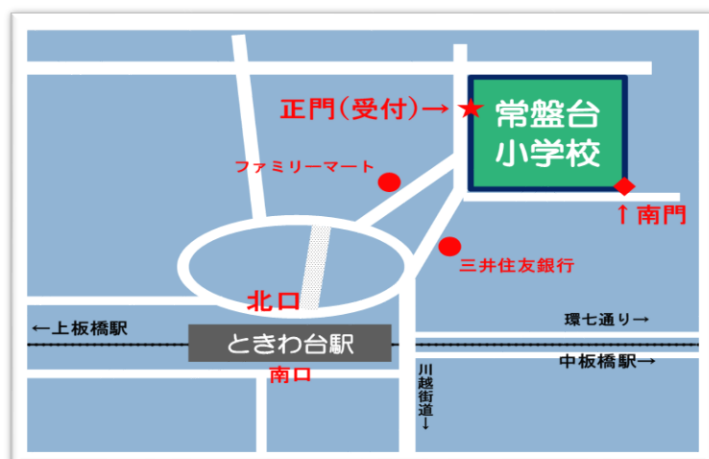 正門(受付)→
常盤台
小学校
ファミリーマート
↑南門
三井住友銀行
北口
環七通り→
←上板橋駅
ときわ台駅
中板橋駅→
南口
川越街道↓